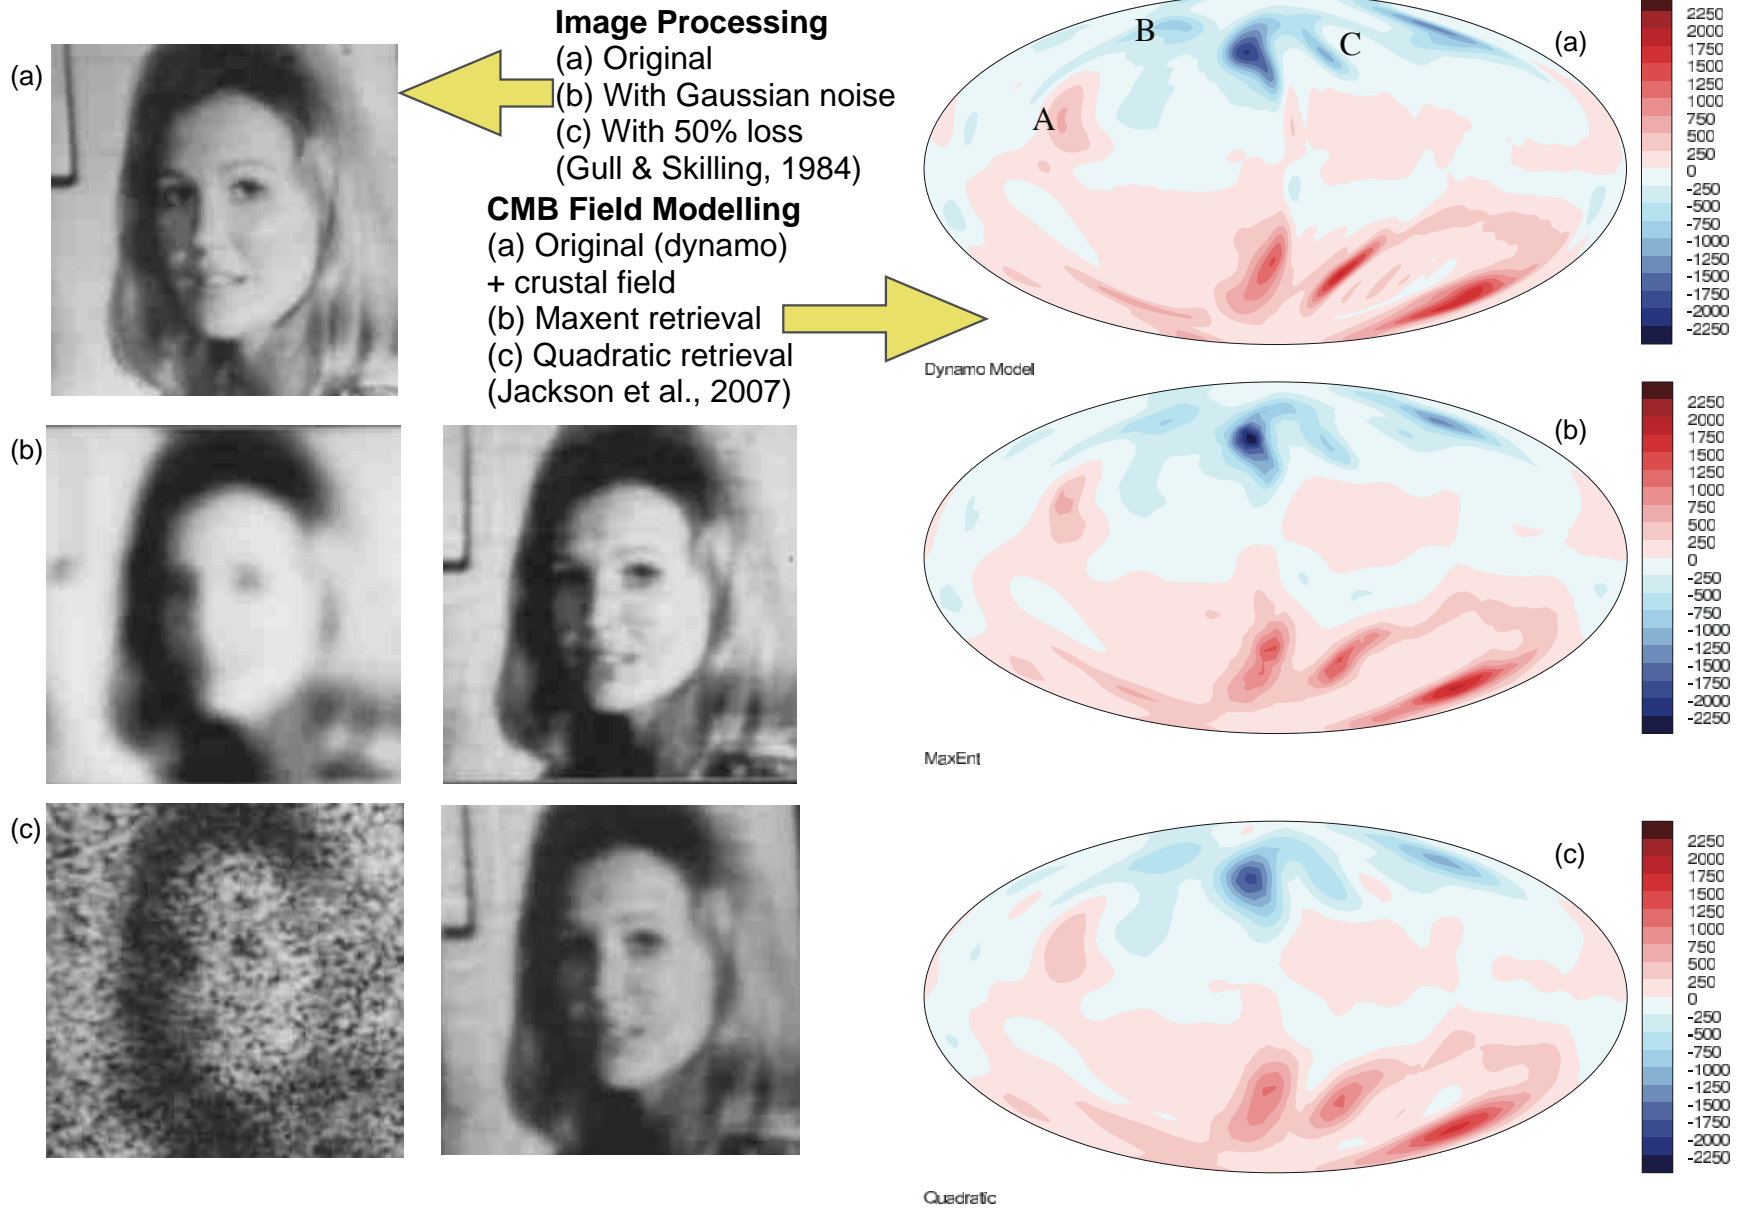 Image Processing
(a) Original
(b) With Gaussian noise
(c) With 50% loss
(Gull & Skilling, 1984)
CMB Field Modelling
(a) Original (dynamo)
+ crustal field
(b) Maxent retrieval
(c) Quadratic retrieval
(Jackson et al., 2007)
(a)
(b)
(c)
A
B
C
(a)
2250
2000
1750
1500
1250
1000
750
500
250
0
-250
-500
-750
-1000
-1250
-1500
-1750
-2000
-2250
Dynamo Model
(b)
2250
2000
1750
1500
1250
1000
750
500
250
0
-250
-500
-750
-1000
-1250
-1500
-1750
-2000
-2250
MaxEnt
(c)
2250
2000
1750
1500
1250
1000
750
500
250
0
-250
-500
-750
-1000
-1250
-1500
-1750
-2000
-2250
Quadratic